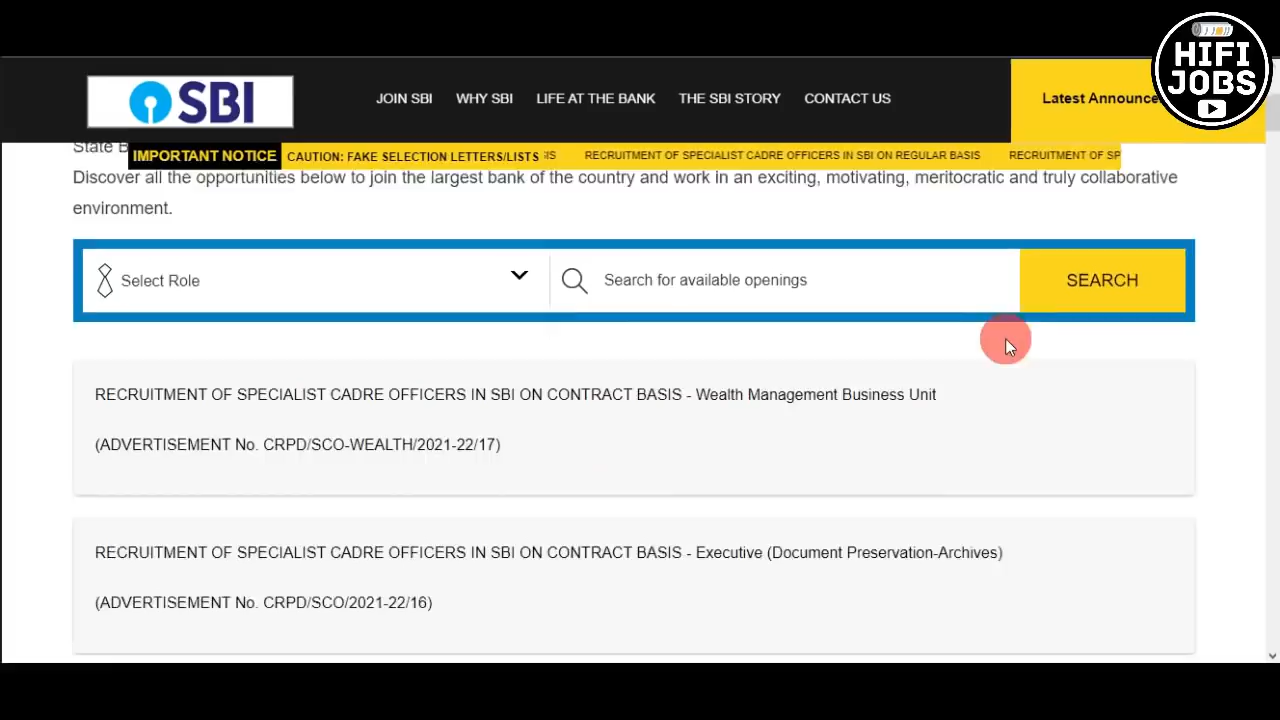 HIFI
JOBS
SBI
JOIN SBI WHY SBI LIFE AT THE BANK THE SBI STORY CONTACT US
Latest Announce
State B
IMPORTANT NOTICE CAUTION: FAKE SELECTION LETTERS/LISTS IS RECRUITMENT OF SPECIALIST CADRE OFFICERS IN SBI ON REGULAR BASIS RECRUITMENT OF SP
Discover all the opportunities below to join the largest bank of the country and work in an exciting, motivating, meritocratic and truly collaborative
environment.
Select Role Search for available openings SEARCH
RECRUITMENT OF SPECIALIST CADRE OFFICERS IN SBI ON CONTRACT BASIS - Wealth Management Business Unit
(ADVERTISEMENT No. CRPD/SCO-WEALTH/2021-22/17)
RECRUITMENT OF SPECIALIST CADRE OFFICERS IN SBI ON CONTRACT BASIS - Executive (Document Preservation-Archives)
(ADVERTISEMENT No. CRPD/SCO/2021-22/16)